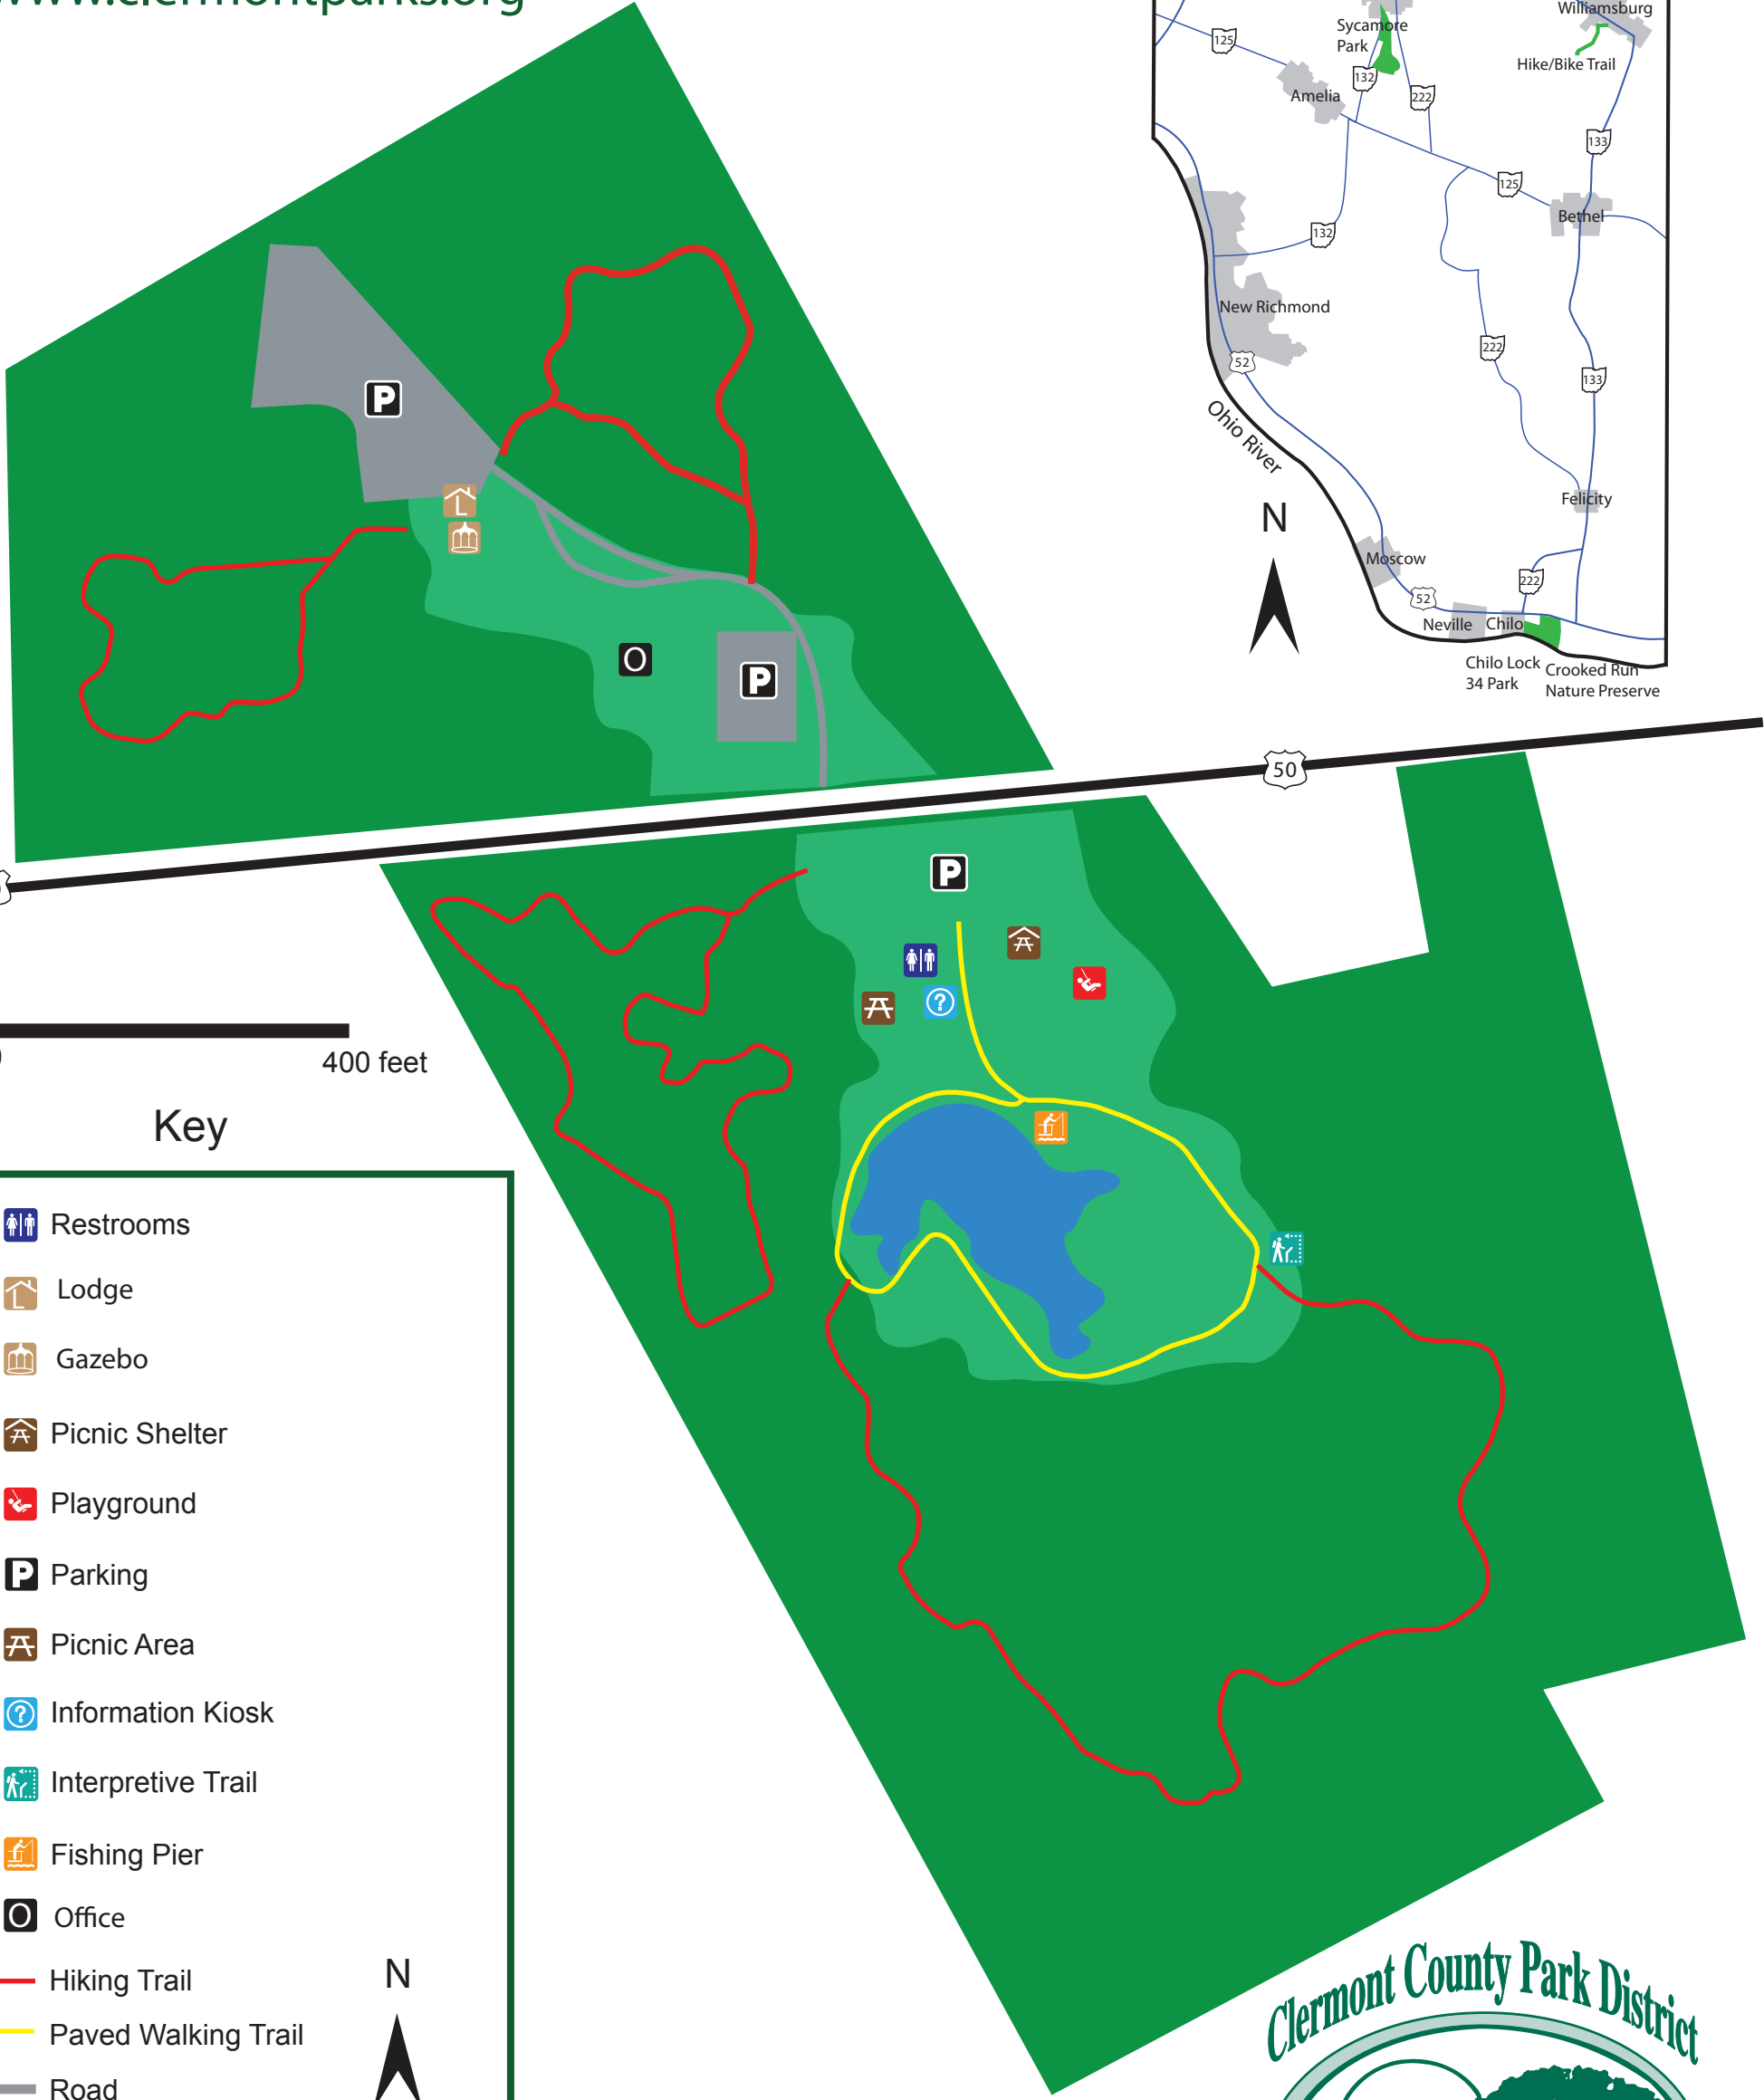 www.clermontparks.org
Williamsburg
Sycamore
Park
125
Hike/Bike Trail
132
Amelia
222
133
125
Bethel
132
New Richmond
222
52
133
Ohio River
N
Felicity
Moscow
222
52
Neville
Chilo
Chilo Lock
34 Park
Crooked Run
Nature Preserve
P
L
O
P
50
P
?
400 feet
Key
Restrooms
L Lodge
Gazebo
Picnic Shelter
Playground
P Parking
Picnic Area
? Information Kiosk
Interpretive Trail
Fishing Pier
O Office
Hiking Trail
N
Paved Walking Trail
Road
Clermont County Park District